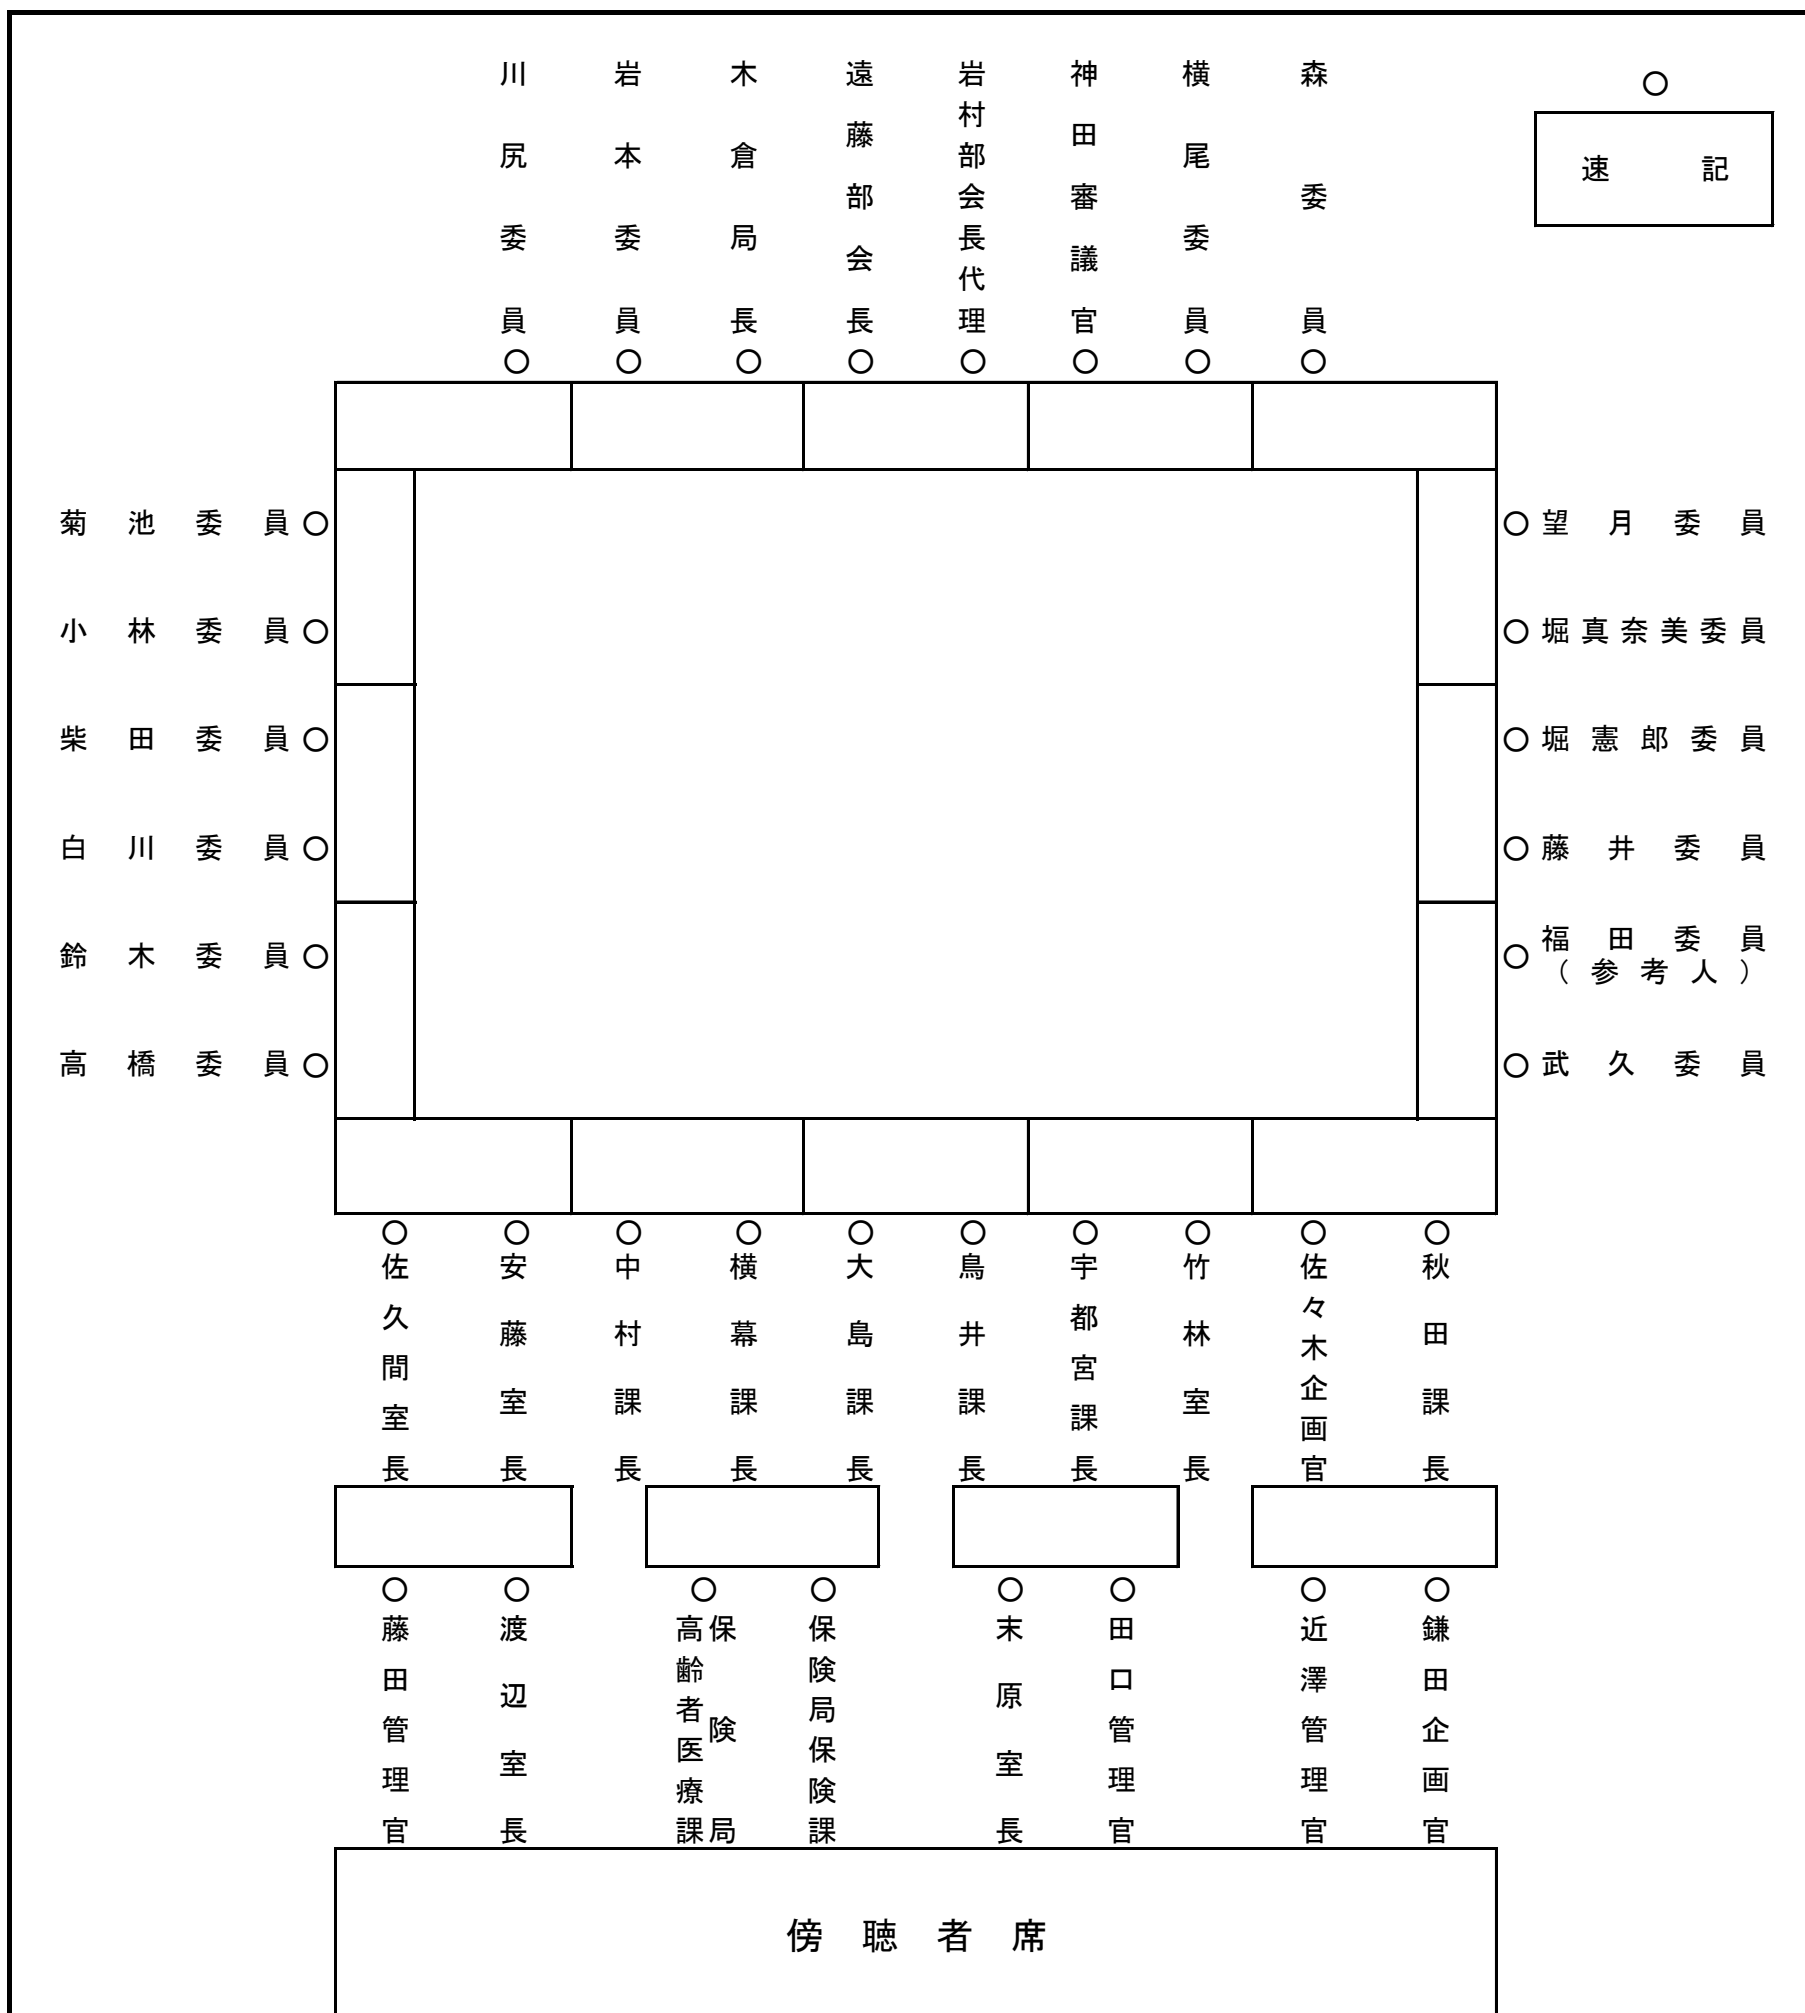 川尻委員
岩本委員
木倉局長
遠藤部会長
岩村部会長代理
神田審議官
横尾委員
森委員
速記
菊池委員
小林委員
柴田委員
白川委員
鈴木委員
高橋委員
望月委員
堀真奈美委員
堀憲郎委員
藤井委員
福田委員
（参考人）
武久委員
佐久間室長
安藤室長
中村課長
横幕課長
大島課長
鳥井課長
宇都宮課長
竹林室長
佐々木企画官
秋田課長
藤田管理官
渡辺室長
保険局
高齢者医療課
保険局保険課
末原室長
田口管理官
近澤管理官
鎌田企画官
傍聴者席